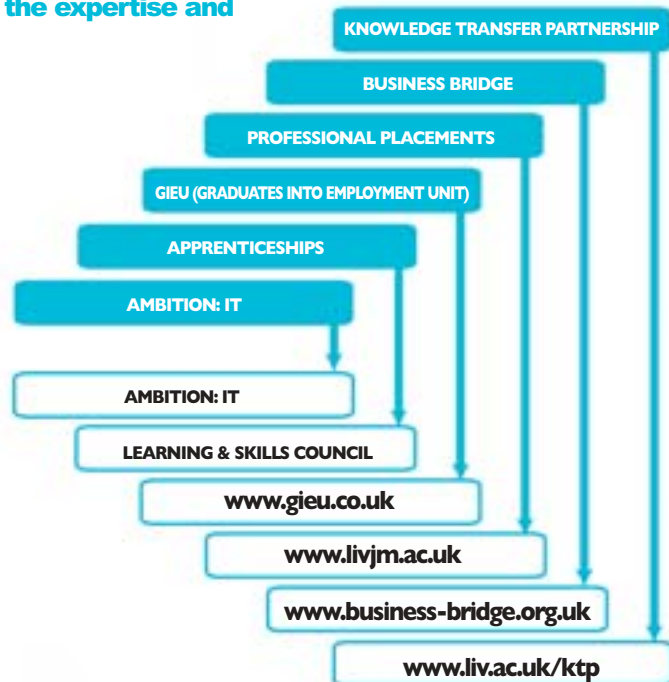 the expertise and
KNOWLEDGE TRANSFER PARTNERSHIP
BUSINESS BRIDGE
PROFESSIONAL PLACEMENTS
GIEU (GRADUATES INTO EMPLOYMENT UNIT)
APPRENTICESHIPS
AMBITION: IT
AMBITION: IT
LEARNING & SKILLS COUNCIL
www.gieu.co.uk
www.livjm.ac.uk
www.business-bridge.org.uk
www.liv.ac.uk/ktp